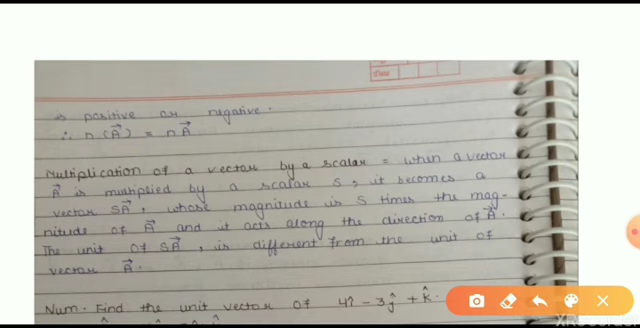 Date
is positive or negative.
∴ n(A⃗) = nA⃗
Multiplication of a vector by a scalar = when a vector
A⃗ is multiplied by a scalar S, it becomes a
vector SA⃗, whose magnitude is S times the mag-
nitude of A⃗ and it acts along the direction of A⃗.
The unit of SA⃗, is different from the unit of
vector A⃗.
Num. Find the unit vector of 4î - 3ĵ + k̂.